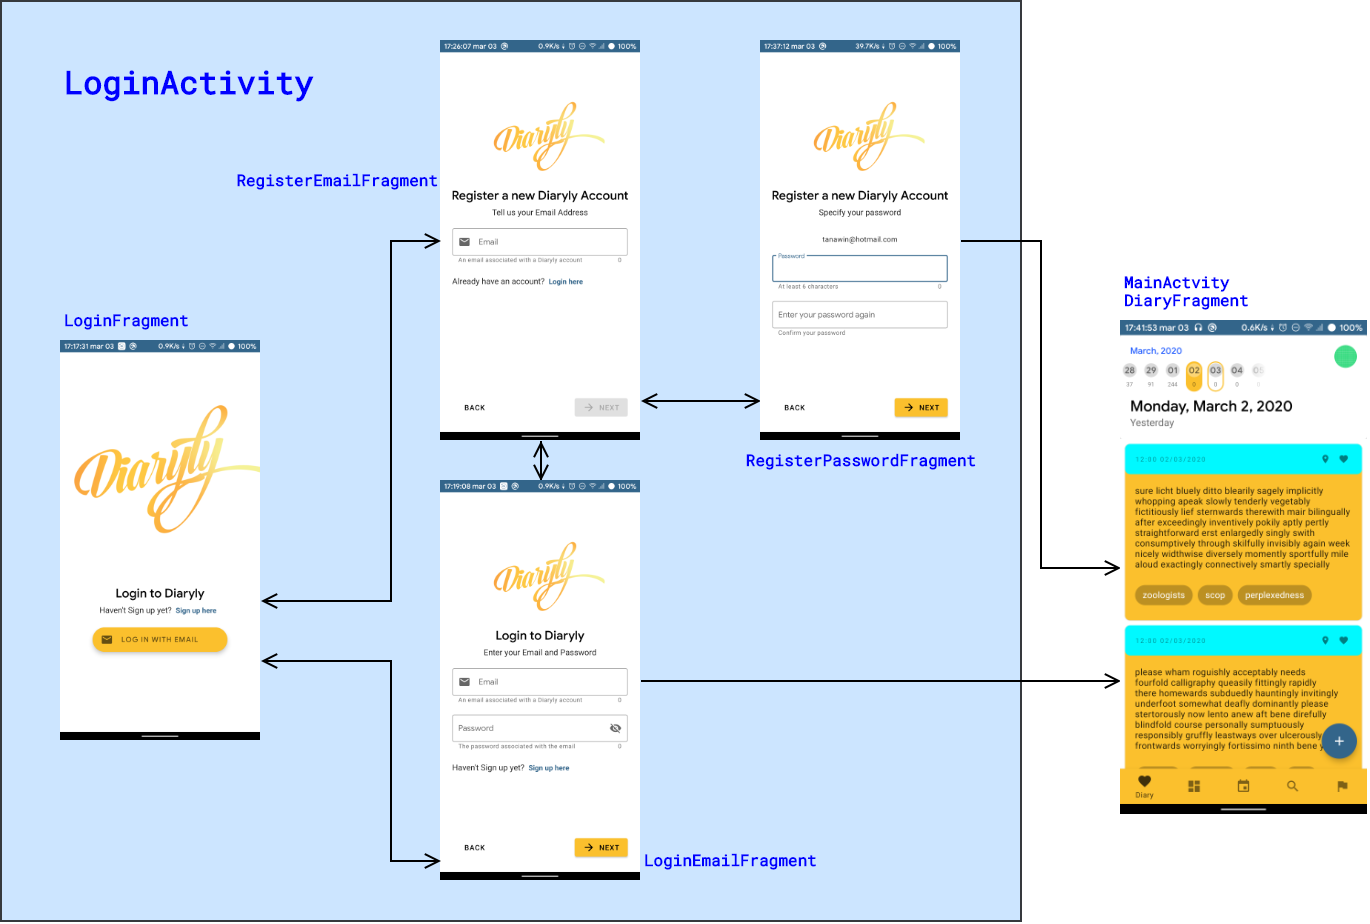 LoginActivity
17:26:07 mar 03 0.9K/s 100%
Diaryly
RegisterEmailFragment
Register a new Diaryly Account
Tell us your Email Address
Email
An email associated with a Diaryly account 0
Already have an account? Login here
BACK NEXT
17:37:12 mar 03 39.7K/s 100%
Diaryly
Register a new Diaryly Account
Specify your password
tanawin@hotmail.com
Password
At least 6 characters 0
Enter your password again
Confirm your password
BACK NEXT
RegisterPasswordFragment
LoginFragment
17:17:31 mar 03 0.9K/s 100%
Diaryly
Login to Diaryly
Haven't Sign up yet? Sign up here
LOG IN WITH EMAIL
17:19:08 mar 03 0.9K/s 100%
Diaryly
Login to Diaryly
Enter your Email and Password
Email
An email associated with a Diaryly account 0
Password
The password associated with the email 0
Haven't Sign up yet? Sign up here
BACK NEXT
LoginEmailFragment
MainActvity
DiaryFragment
17:41:53 mar 03 0.6K/s 100%
March, 2020
28 29 01 02 03 04 05
37 91 244 0 0 0 0
Monday, March 2, 2020
Yesterday
12:00 02/03/2020
sure licht bluely ditto blearily sagely implicitly
whopping apeak slowly tenderly vegetably
fictitiously lief sternwards therewith mair bilingually
after exceedingly inventively pokily aptly pertly
straightforward erst enlargedly singly swith
consumptively through skilfully invisibly again week
nicely widthwise diversely momently sportfully mile
aloud exactingly connectively smartly specially
zoologists scop perplexedness
12:00 02/03/2020
please wham roguishly acceptably needs
fourfold calligraphy queasily fittingly rapidly
there homewards subduedly hauntingly invitingly
underfoot somewhat deafly dominantly please
stertorously now lento anew aft bene direfully
blindfold course personally sumptuously
responsibly gruffly leastways over ulcerously
frontwards worryingly fortissimo ninth bene y
+
Diary